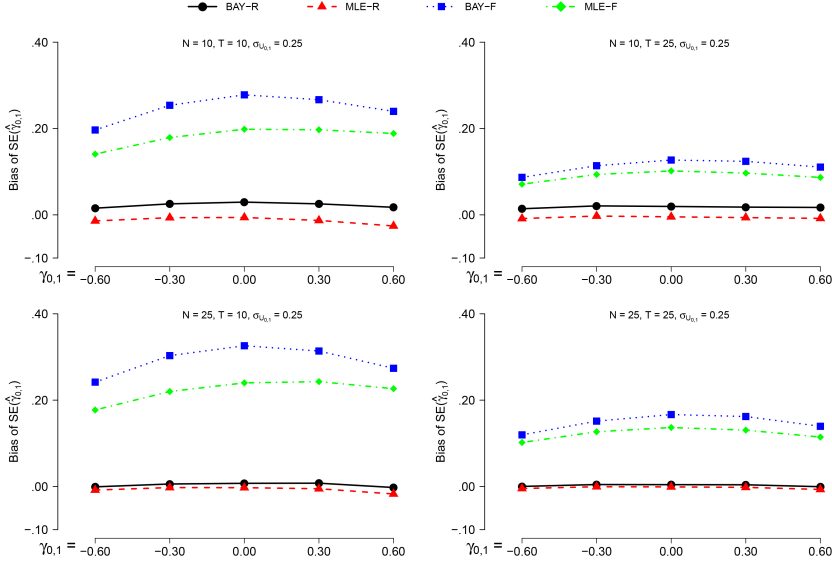 BAY−R MLE−R BAY−F MLE−F
N = 10, T = 10, σU0,1 = 0.25
.40
.20
.00
−.10
Bias of SE(γ̂0,1)
γ0,1 = −0.60 −0.30 0.00 0.30 0.60
N = 10, T = 25, σU0,1 = 0.25
.40
.20
.00
−.10
Bias of SE(γ̂0,1)
γ0,1 = −0.60 −0.30 0.00 0.30 0.60
N = 25, T = 10, σU0,1 = 0.25
.40
.20
.00
−.10
Bias of SE(γ̂0,1)
γ0,1 = −0.60 −0.30 0.00 0.30 0.60
N = 25, T = 25, σU0,1 = 0.25
.40
.20
.00
−.10
Bias of SE(γ̂0,1)
γ0,1 = −0.60 −0.30 0.00 0.30 0.60